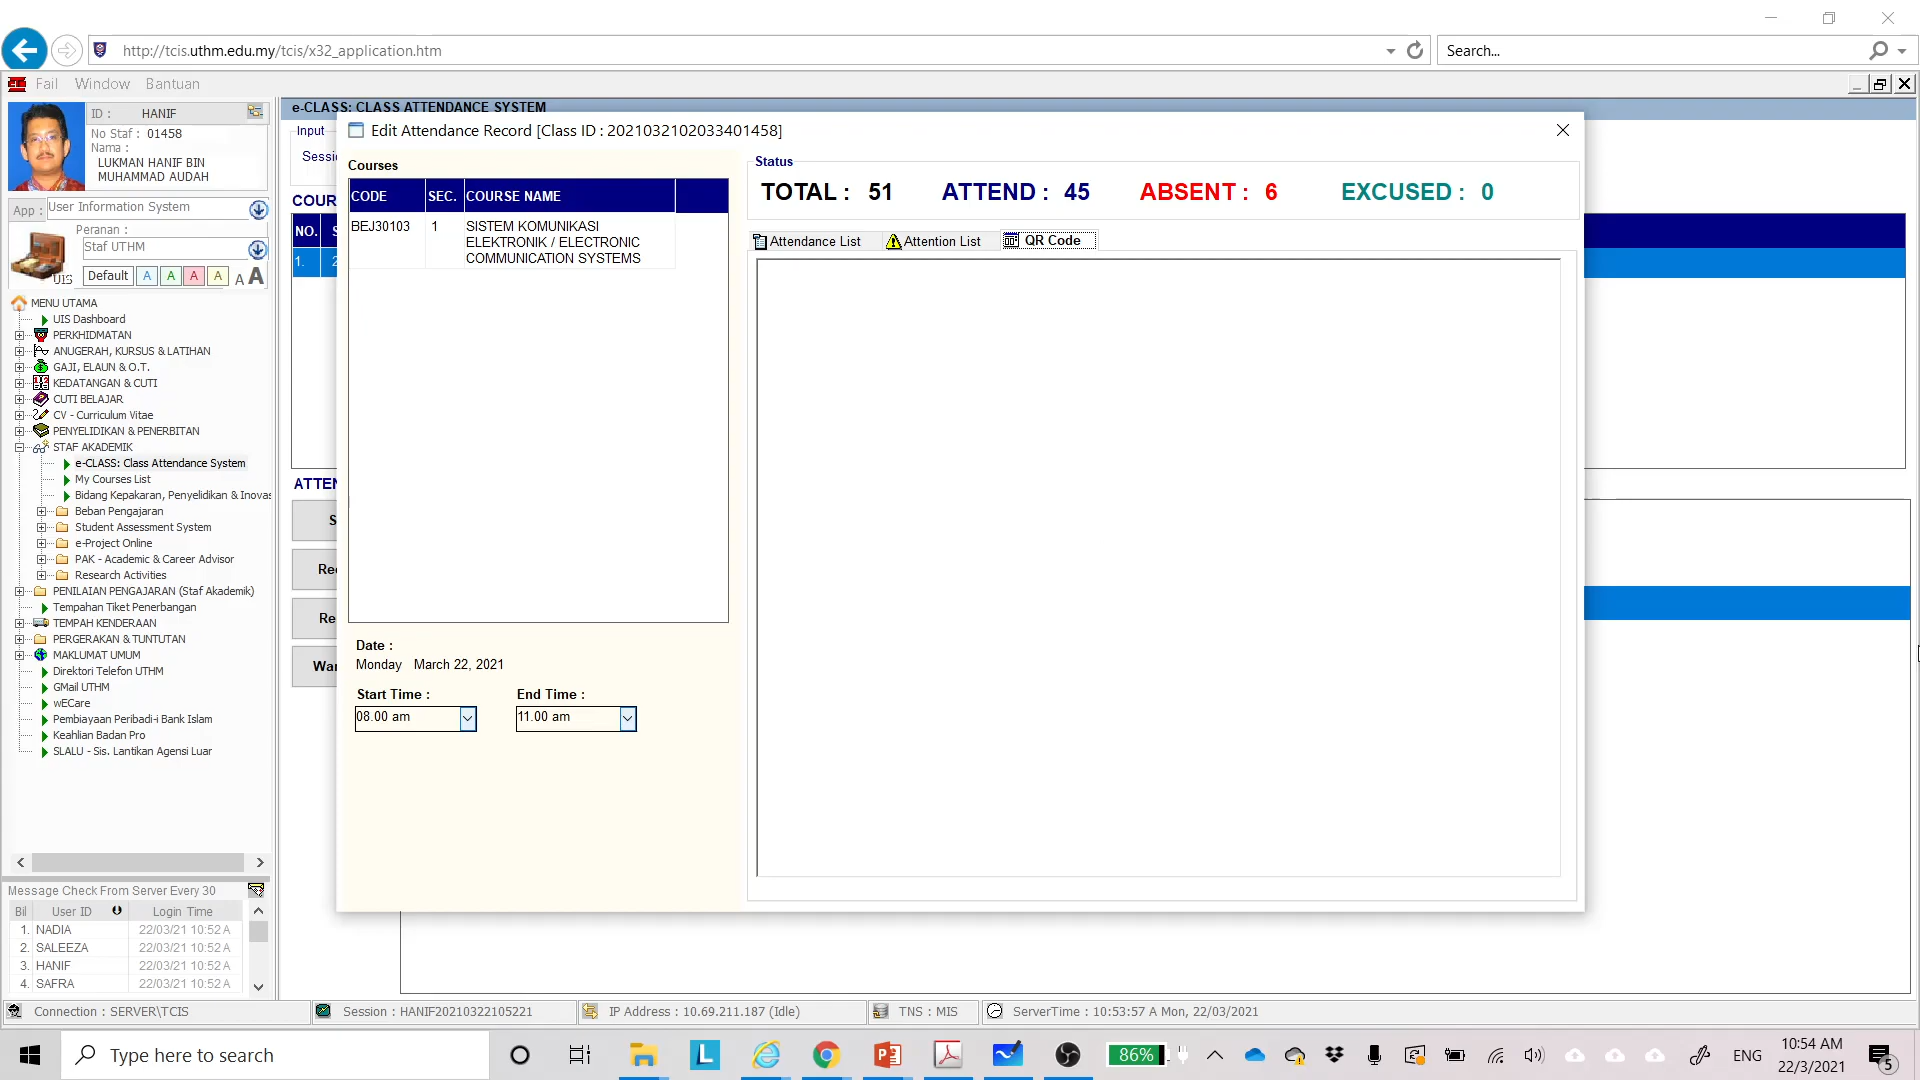 http://tcis.uthm.edu.my/tcis/x32_application.htm
Search...
Fail Window Bantuan
ID : HANIF
No Staf : 01458
Nama :
LUKMAN HANIF BIN
MUHAMMAD AUDAH
App : User Information System
Peranan :
Staf UTHM
UIS
Default A A A A A A
MENU UTAMA
UIS Dashboard
PERKHIDMATAN
ANUGERAH, KURSUS & LATIHAN
GAJI, ELAUN & O.T.
KEDATANGAN & CUTI
CUTI BELAJAR
CV - Curriculum Vitae
PENYELIDIKAN & PENERBITAN
STAF AKADEMIK
e-CLASS: Class Attendance System
My Courses List
Bidang Kepakaran, Penyelidikan & Inovas
Beban Pengajaran
Student Assessment System
e-Project Online
PAK - Academic & Career Advisor
Research Activities
PENILAIAN PENGAJARAN (Staf Akademik)
Tempahan Tiket Penerbangan
TEMPAH KENDERAAN
PERGERAKAN & TUNTUTAN
MAKLUMAT UMUM
Direktori Telefon UTHM
GMail UTHM
wECare
Pembiayaan Peribadi-i Bank Islam
Keahlian Badan Pro
SLALU - Sis. Lantikan Agensi Luar
Message Check From Server Every 30
Bil User ID Login Time
1. NADIA 22/03/21 10:52 A
2. SALEEZA 22/03/21 10:52 A
3. HANIF 22/03/21 10:52 A
4. SAFRA 22/03/21 10:52 A
e-CLASS: CLASS ATTENDANCE SYSTEM
Input
Sessi
COUR
NO. S
1. 2
ATTEN
S
Rec
Re
War
Edit Attendance Record [Class ID : 2021032102033401458]
Courses
CODE SEC. COURSE NAME
BEJ30103 1 SISTEM KOMUNIKASI
ELEKTRONIK / ELECTRONIC
COMMUNICATION SYSTEMS
Date :
Monday March 22, 2021
Start Time : End Time :
08.00 am 11.00 am
Status
TOTAL : 51 ATTEND : 45 ABSENT : 6 EXCUSED : 0
Attendance List Attention List QR Code
Connection : SERVER\TCIS Session : HANIF20210322105221 IP Address : 10.69.211.187 (Idle) TNS : MIS ServerTime : 10:53:57 A Mon, 22/03/2021
Type here to search
86%
ENG
10:54 AM
22/3/2021
5